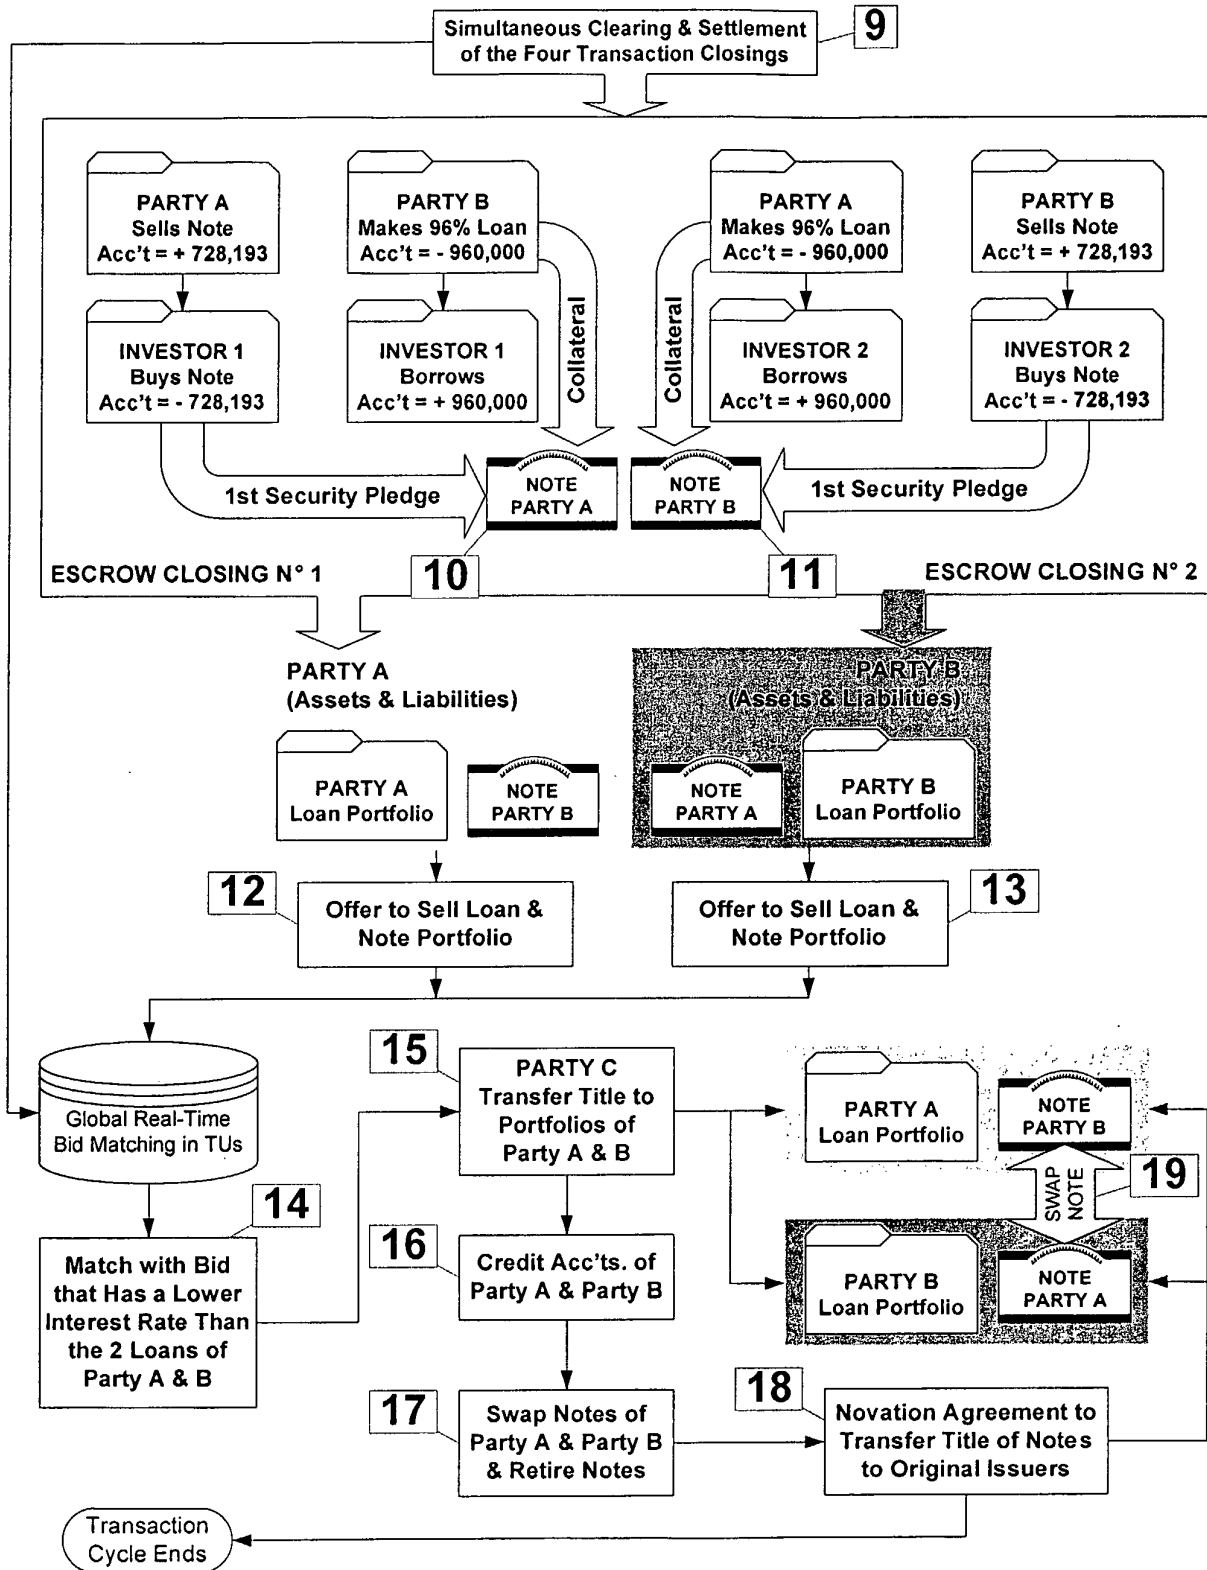 Simultaneous Clearing & Settlement
of the Four Transaction Closings
9
PARTY A
Sells Note
Acc't = + 728,193
PARTY B
Makes 96% Loan
Acc't = - 960,000
PARTY A
Makes 96% Loan
Acc't = - 960,000
PARTY B
Sells Note
Acc't = + 728,193
INVESTOR 1
Buys Note
Acc't = - 728,193
INVESTOR 1
Borrows
Acc't = + 960,000
Collateral
Collateral
INVESTOR 2
Borrows
Acc't = + 960,000
INVESTOR 2
Buys Note
Acc't = - 728,193
1st Security Pledge
NOTE
PARTY A
NOTE
PARTY B
1st Security Pledge
ESCROW CLOSING N° 1
10
11
ESCROW CLOSING N° 2
PARTY A
(Assets & Liabilities)
PARTY B
(Assets & Liabilities)
PARTY A
Loan Portfolio
NOTE
PARTY B
NOTE
PARTY A
PARTY B
Loan Portfolio
12
Offer to Sell Loan &
Note Portfolio
Offer to Sell Loan &
Note Portfolio
13
Global Real-Time
Bid Matching in TUs
14
Match with Bid
that Has a Lower
Interest Rate Than
the 2 Loans of
Party A & B
15
PARTY C
Transfer Title to
Portfolios of
Party A & B
16
Credit Acc'ts. of
Party A & Party B
17
Swap Notes of
Party A & Party B
& Retire Notes
18
Novation Agreement to
Transfer Title of Notes
to Original Issuers
PARTY A
Loan Portfolio
NOTE
PARTY B
SWAP
NOTE
19
PARTY B
Loan Portfolio
NOTE
PARTY A
Transaction
Cycle Ends